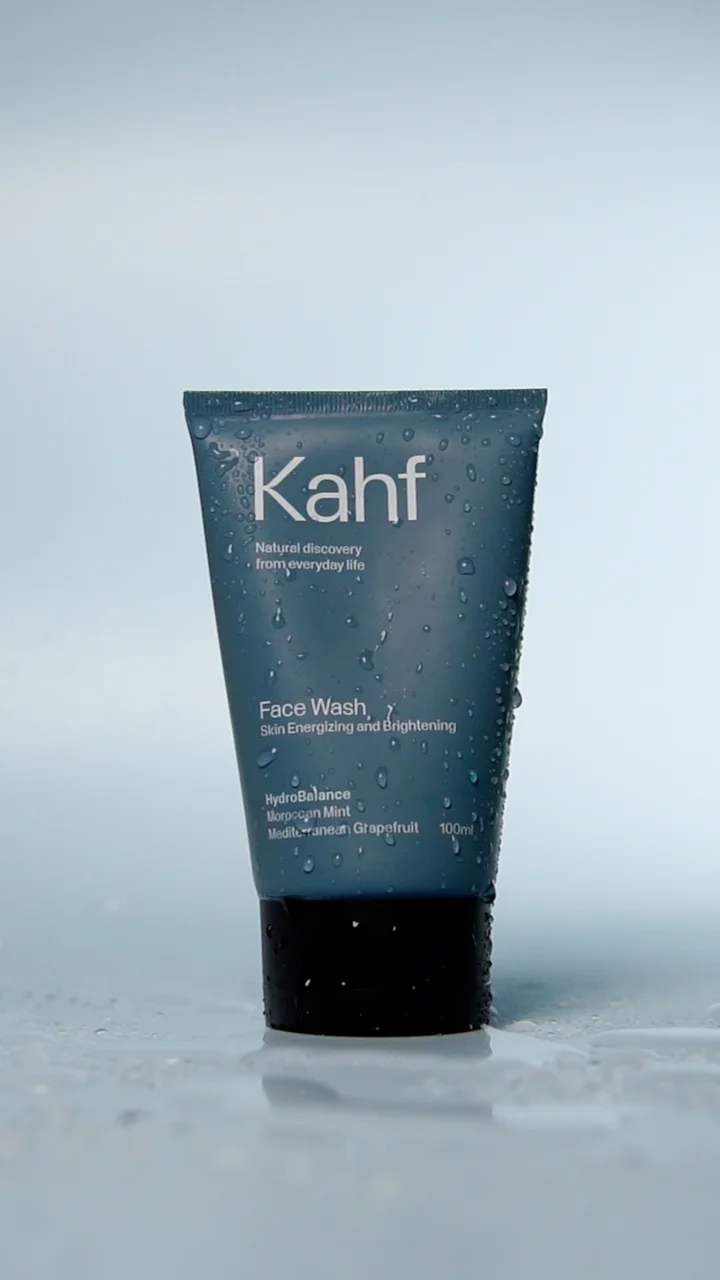 Kahf
Natural discovery
from everyday life
Face Wash
Skin Energizing and Brightening
HydroBalance
Moroccan Mint
Mediterranean Grapefruit 100ml